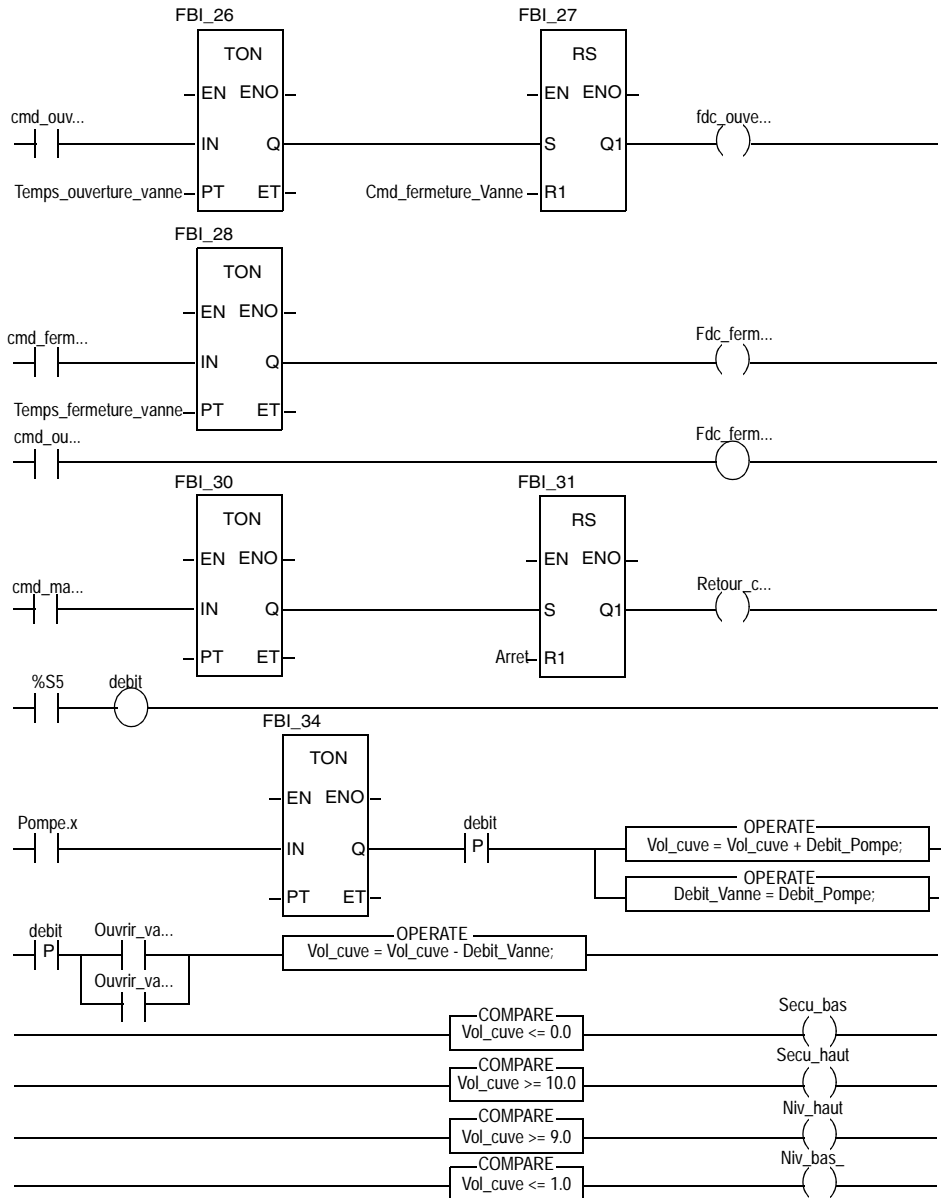 FBI_26 FBI_27
TON RS
EN ENO EN ENO
cmd_ouv... fdc_ouve...
IN Q S Q1
Temps_ouverture_vanne PT ET Cmd_fermeture_Vanne R1
FBI_28
TON
EN ENO
cmd_ferm... Fdc_ferm...
IN Q
Temps_fermeture_vanne PT ET
cmd_ou... Fdc_ferm...
FBI_30 FBI_31
TON RS
EN ENO EN ENO
cmd_ma... Retour_c...
IN Q S Q1
PT ET Arret R1
%S5 debit
FBI_34
TON
EN ENO
Pompe.x debit
IN Q P OPERATE
Vol_cuve = Vol_cuve + Debit_Pompe;
PT ET OPERATE
Debit_Vanne = Debit_Pompe;
debit Ouvrir_va... OPERATE
P Vol_cuve = Vol_cuve - Debit_Vanne;
Ouvrir_va...
COMPARE Secu_bas
Vol_cuve <= 0.0
COMPARE Secu_haut
Vol_cuve >= 10.0
COMPARE Niv_haut
Vol_cuve >= 9.0
COMPARE Niv_bas_
Vol_cuve <= 1.0